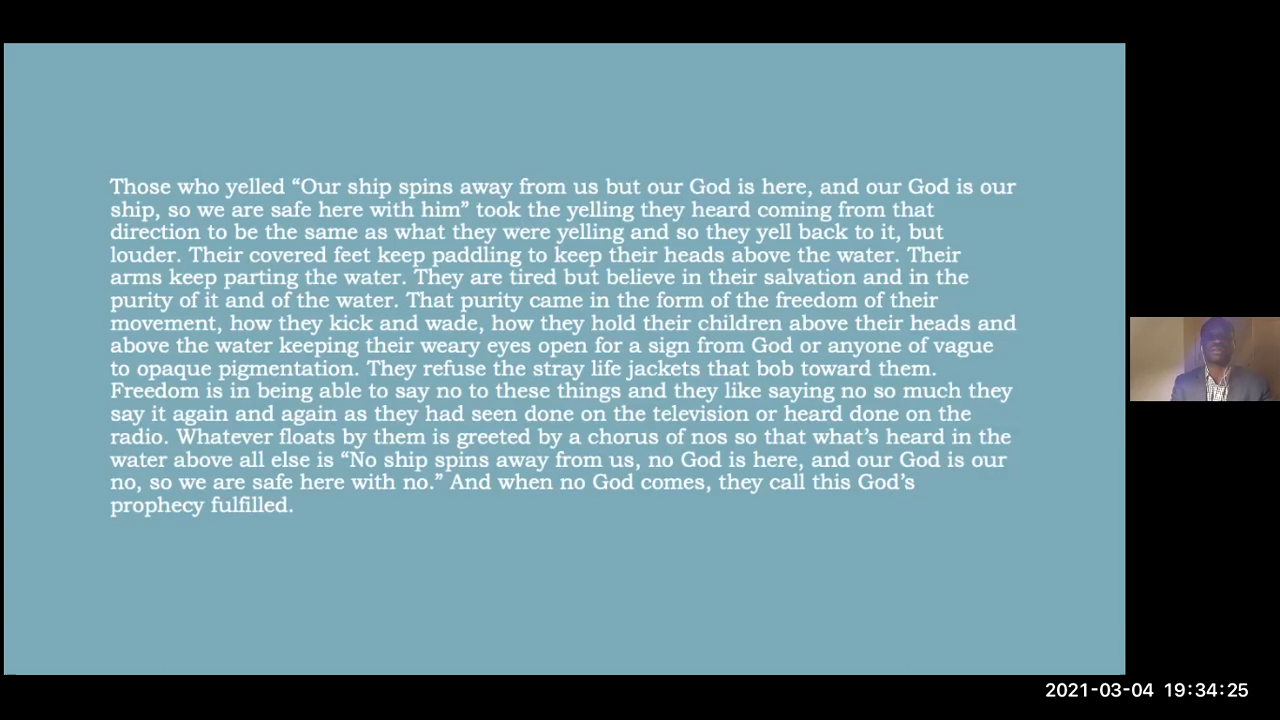 Those who yelled “Our ship spins away from us but our God is here, and our God is our
ship, so we are safe here with him” took the yelling they heard coming from that
direction to be the same as what they were yelling and so they yell back to it, but
louder. Their covered feet keep paddling to keep their heads above the water. Their
arms keep parting the water. They are tired but believe in their salvation and in the
purity of it and of the water. That purity came in the form of the freedom of their
movement, how they kick and wade, how they hold their children above their heads and
above the water keeping their weary eyes open for a sign from God or anyone of vague
to opaque pigmentation. They refuse the stray life jackets that bob toward them.
Freedom is in being able to say no to these things and they like saying no so much they
say it again and again as they had seen done on the television or heard done on the
radio. Whatever floats by them is greeted by a chorus of nos so that what’s heard in the
water above all else is “No ship spins away from us, no God is here, and our God is our
no, so we are safe here with no.” And when no God comes, they call this God’s
prophecy fulfilled.
2021-03-04 19:34:25